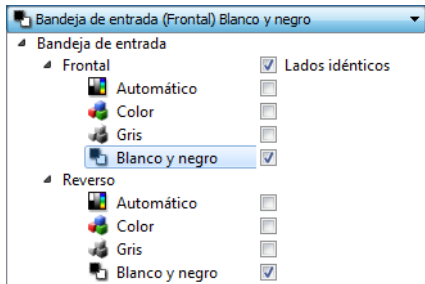 Bandeja de entrada (Frontal) Blanco y negro
Bandeja de entrada
Frontal Lados idénticos
Automático
Color
Gris
Blanco y negro
Reverso
Automático
Color
Gris
Blanco y negro